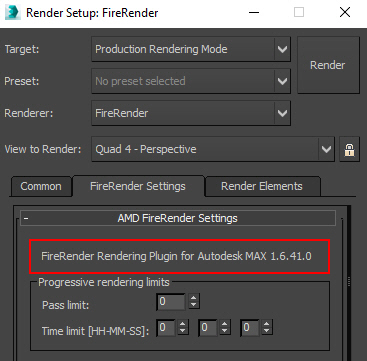 Render Setup: FireRender
Target: Production Rendering Mode
Render
Preset: No preset selected
Renderer: FireRender
View to Render: Quad 4 - Perspective
Common FireRender Settings Render Elements
- AMD FireRender Settings
FireRender Rendering Plugin for Autodesk MAX 1.6.41.0
Progressive rendering limits
Pass limit: 0
Time limit [HH-MM-SS]: 0 0 0